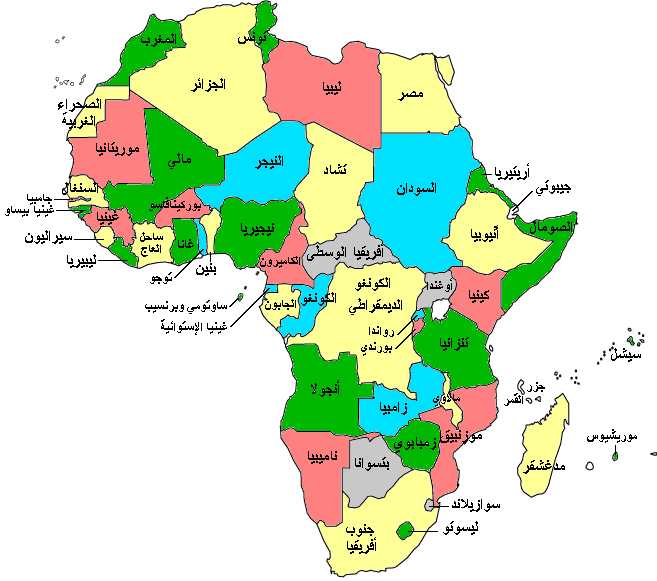 المغرب
تونس
الجزائر
ليبيا
مصر
الصحراء
الغربية
موريكانيا
مالي
النيجر
تشاد
السودان
أريتيريا
جيبوتي
السنغال
جامبيا
غينيا بيساو
غينيا
سيراليون
ليبيريا
ساحل
العاج
بوركينافاسو
غانا
توجو
بنين
نيجيريا
الكاميرون
أفريقيا الوسطى
أثيوبيا
الصومال
أوغندا
كينيا
الكونغو
الديمقراطي
الكونغو
الجابون
ساوتومي وبرنسيب
غينيا الإستوائية
رواندا
بورندي
تنزانيا
سيشل
أنجولا
زامبيا
مالاوي
جزر
القمر
موزنبيق
زمبابوي
موريشيوس
مدغشقر
ناميبيا
بتسوانا
سوازيلاند
ليسوتو
جنوب
أفريقيا